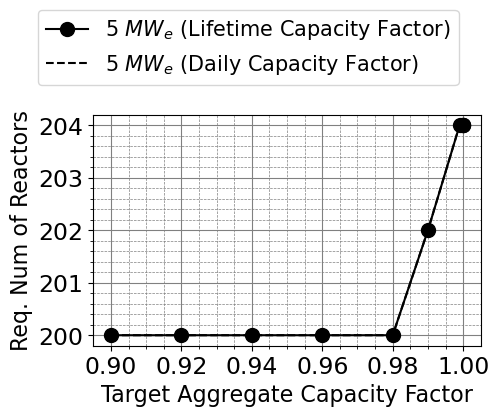 5 MWₑ (Lifetime Capacity Factor)
5 MWₑ (Daily Capacity Factor)
Req. Num of Reactors
204
203
202
201
200
0.90 0.92 0.94 0.96 0.98 1.00
Target Aggregate Capacity Factor